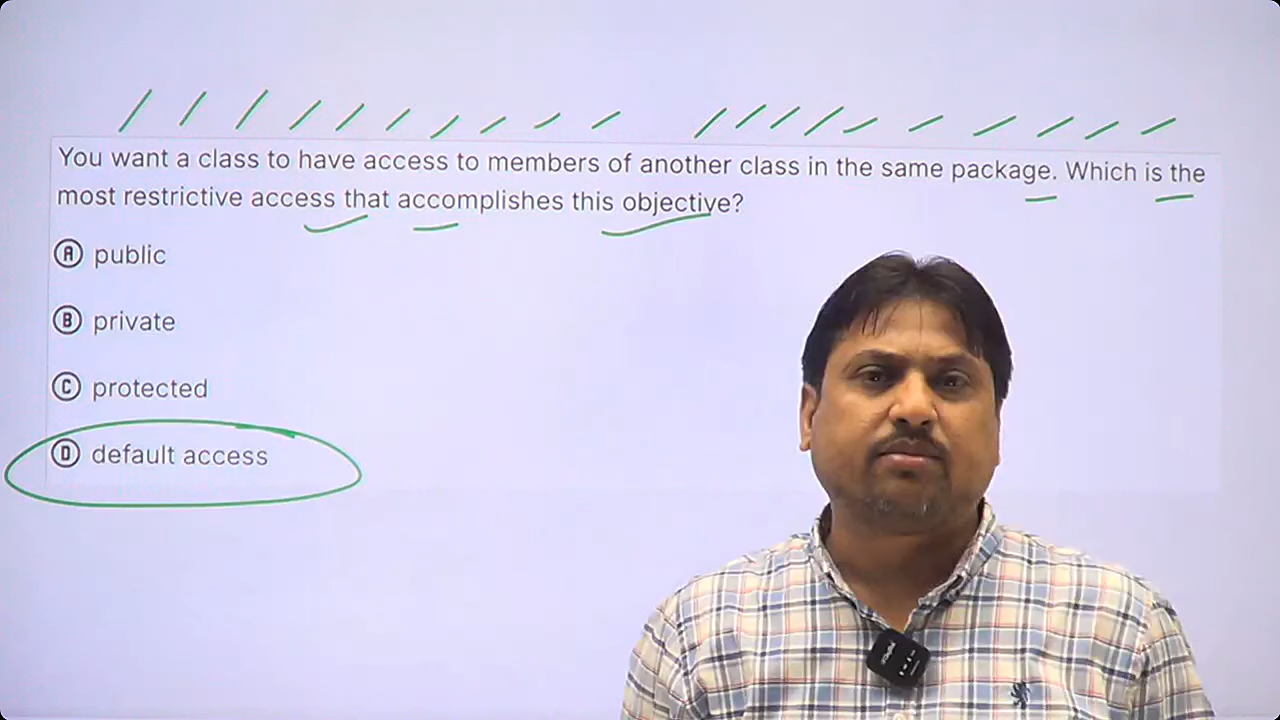 You want a class to have access to members of another class in the same package. Which is the
most restrictive access that accomplishes this objective?
A public
B private
C protected
D default access